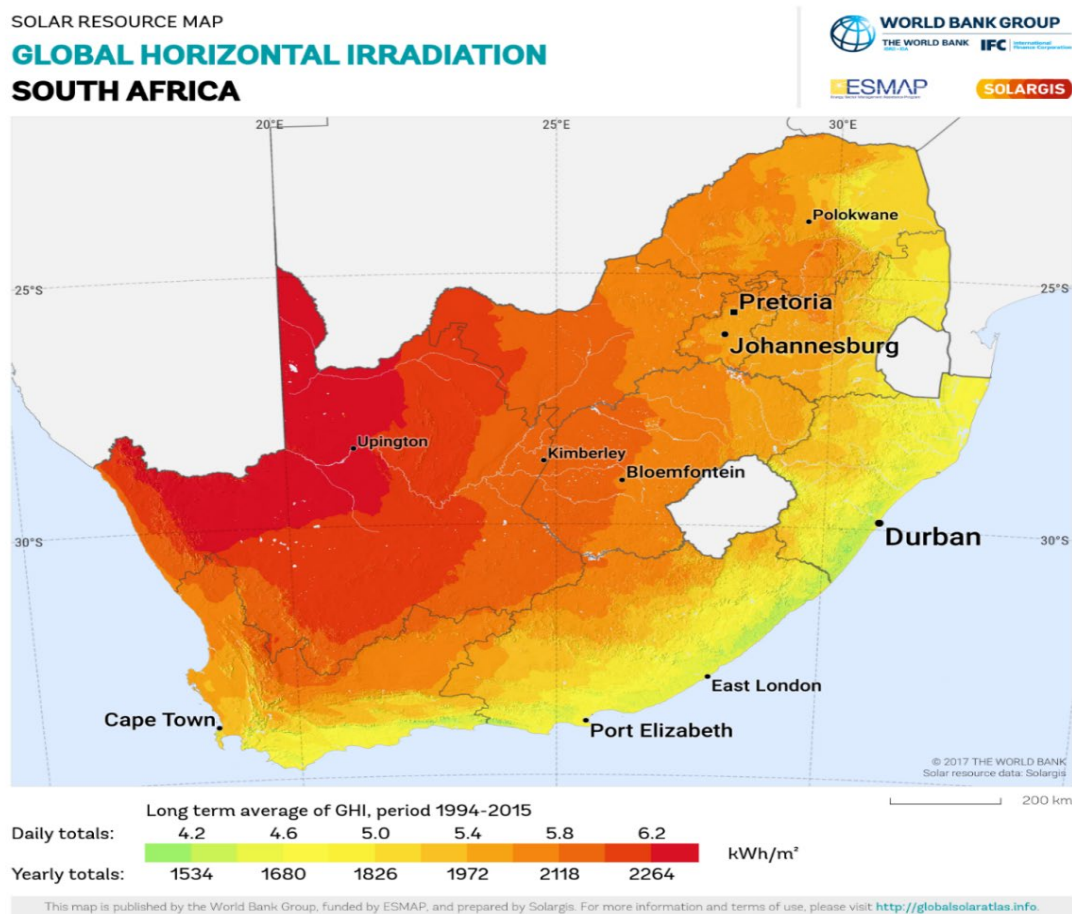 SOLAR RESOURCE MAP
GLOBAL HORIZONTAL IRRADIATION
SOUTH AFRICA
WORLD BANK GROUP
THE WORLD BANK
IFC International
Finance Corporation
ESMAP
SOLARGIS
20°E 25°E 30°E
Polokwane
25°S 25°S
Pretoria
Johannesburg
Upington
Kimberley
Bloemfontein
Durban
30°S 30°S
East London
Cape Town
Port Elizabeth
© 2017 THE WORLD BANK
Solar resource data: Solargis
200 km
Long term average of GHI, period 1994-2015
Daily totals: 4.2 4.6 5.0 5.4 5.8 6.2
kWh/m²
Yearly totals: 1534 1680 1826 1972 2118 2264
This map is published by the World Bank Group, funded by ESMAP, and prepared by Solargis. For more information and terms of use, please visit http://globalsolaratlas.info.